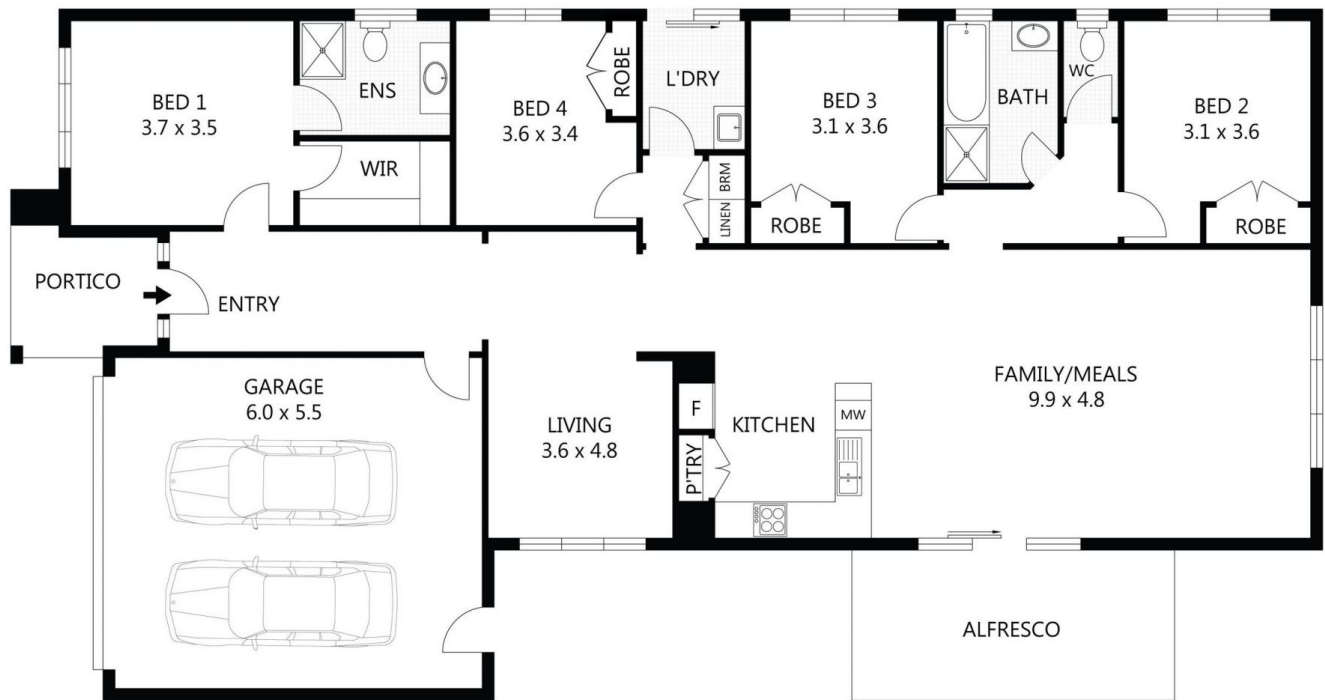 BED 1
3.7 x 3.5
ENS
WIR
BED 4
3.6 x 3.4
ROBE
L'DRY
LINEN
BRM
BED 3
3.1 x 3.6
ROBE
BATH
WC
BED 2
3.1 x 3.6
ROBE
PORTICO
ENTRY
GARAGE
6.0 x 5.5
LIVING
3.6 x 4.8
F
P'TRY
KITCHEN
MW
FAMILY/MEALS
9.9 x 4.8
ALFRESCO